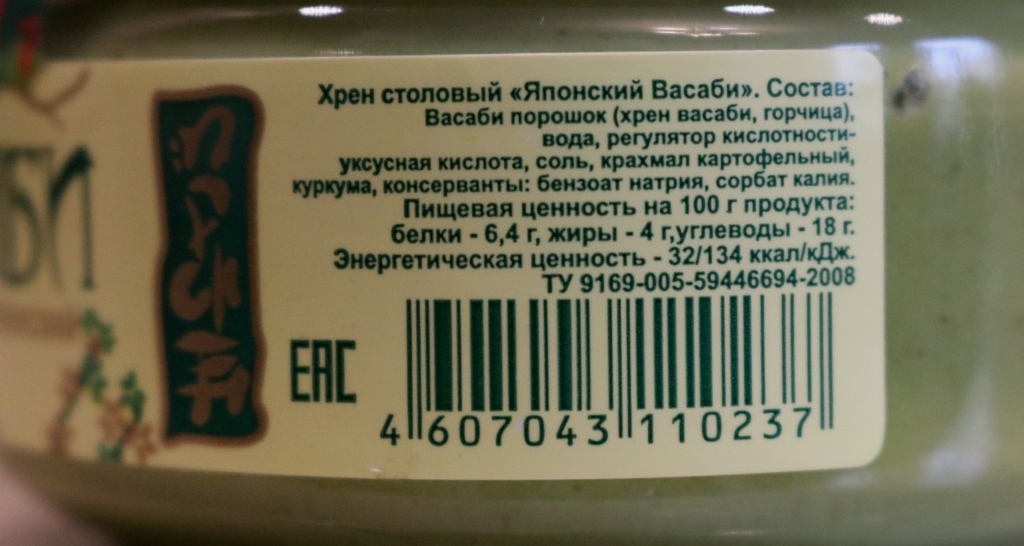 Хрен столовый «Японский Васаби». Состав:
Васаби порошок (хрен васаби, горчица),
вода, регулятор кислотности-
уксусная кислота, соль, крахмал картофельный,
куркума, консерванты: бензоат натрия, сорбат калия.
Пищевая ценность на 100 г продукта:
белки - 6,4 г, жиры - 4 г,углеводы - 18 г.
Энергетическая ценность - 32/134 ккал/кДж.
ТУ 9169-005-59446694-2008
БИ
EAC
4 607043 110237